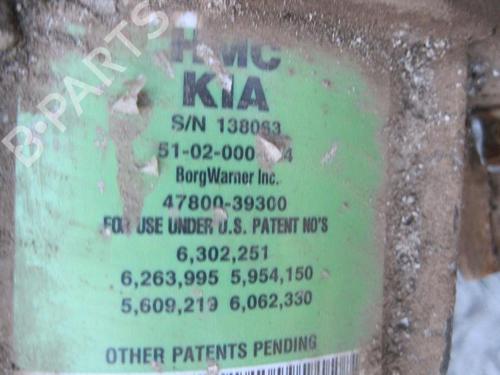 B-PARTS
HMC
KIA
S/N 138063
BorgWarner Inc.
47800-39300
FOR USE UNDER U.S. PATENT NO'S
6,302,251
6,263,995 5,954,150
5,609,219 6,062,330
OTHER PATENTS PENDING